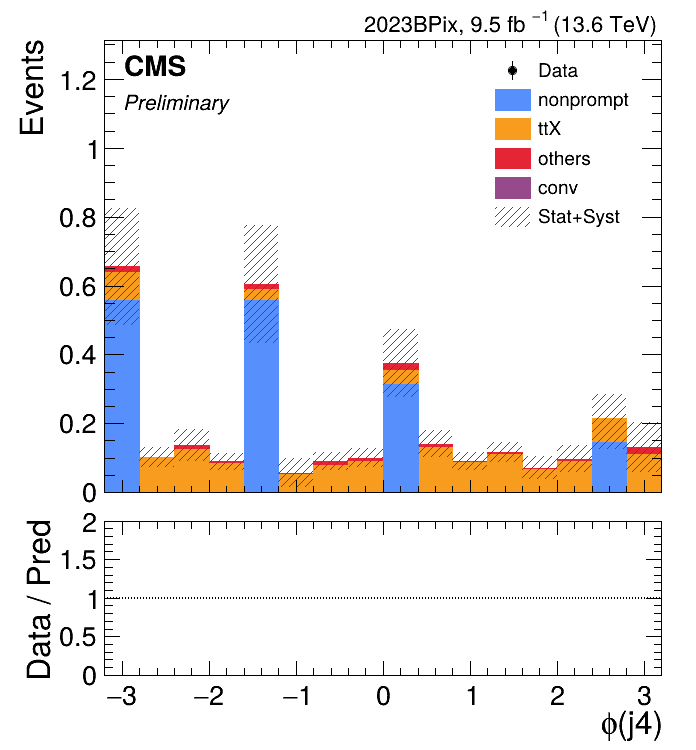 2023BPix, 9.5 fb⁻¹ (13.6 TeV)
CMS
Preliminary
Data
nonprompt
ttX
others
conv
Stat+Syst
Events
1.2
1
0.8
0.6
0.4
0.2
0
Data / Pred
2
1.5
1
0.5
0
−3 −2 −1 0 1 2 3
ϕ(j4)